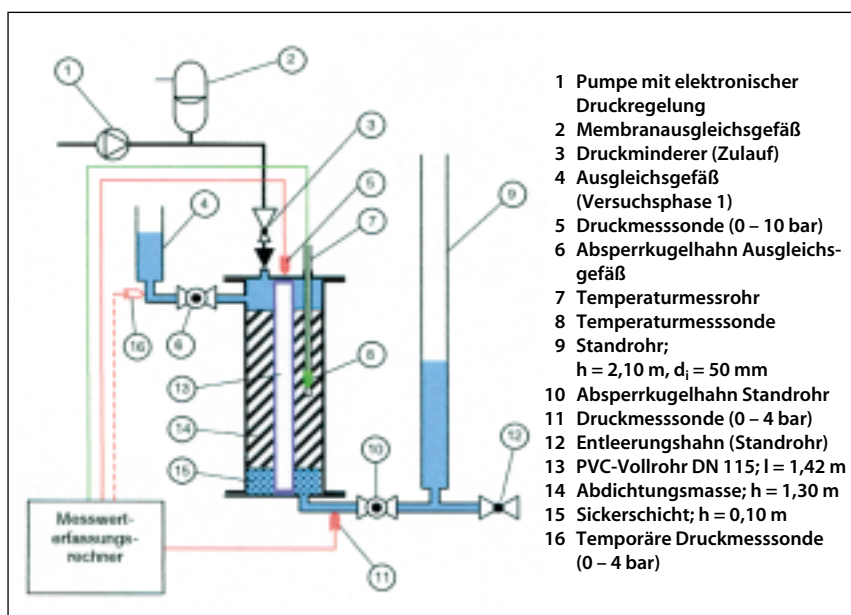 1 Pumpe mit elektronischer
Druckregelung
2 Membranausgleichsgefäß
3 Druckminderer (Zulauf)
4 Ausgleichsgefäß
(Versuchsphase 1)
5 Druckmesssonde (0 – 10 bar)
6 Absperrkugelhahn Ausgleichs-
gefäß
7 Temperaturmessrohr
8 Temperaturmesssonde
9 Standrohr;
h = 2,10 m, di = 50 mm
10 Absperrkugelhahn Standrohr
11 Druckmesssonde (0 – 4 bar)
12 Entleerungshahn (Standrohr)
13 PVC-Vollrohr DN 115; l = 1,42 m
14 Abdichtungsmasse; h = 1,30 m
15 Sickerschicht; h = 0,10 m
16 Temporäre Druckmesssonde
(0 – 4 bar)
1
2
3
4
5
7
9
16
6
8
13
14
10
12
15
11
Messwert-
erfassungs-
rechner